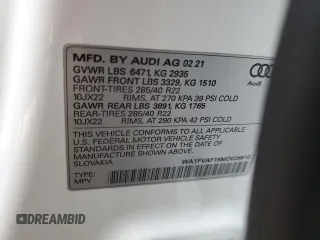 MFD. BY AUDI AG 02 21
GVWR LBS 6471, KG 2935
GAWR FRONT LBS 3329, KG 1510
FRONT-TIRES 285/40 R22
10JX22 RIMS, AT 270 KPA 39 PSI COLD
GAWR REAR LBS 3891, KG 1765
REAR-TIRES 285/40 R22
10JX22 RIMS, AT 290 KPA 42 PSI COLD
THIS VEHICLE CONFORMS TO ALL APPLICABLE
U.S. FEDERAL MOTOR VEHICLE SAFETY
STANDARDS IN EFFECT ON THE DATE OF
MANUFACTURE SHOWN ABOVE.
SLOVAKIA
Audi
TYPE:
MPV
DEALERS & IMPORTS